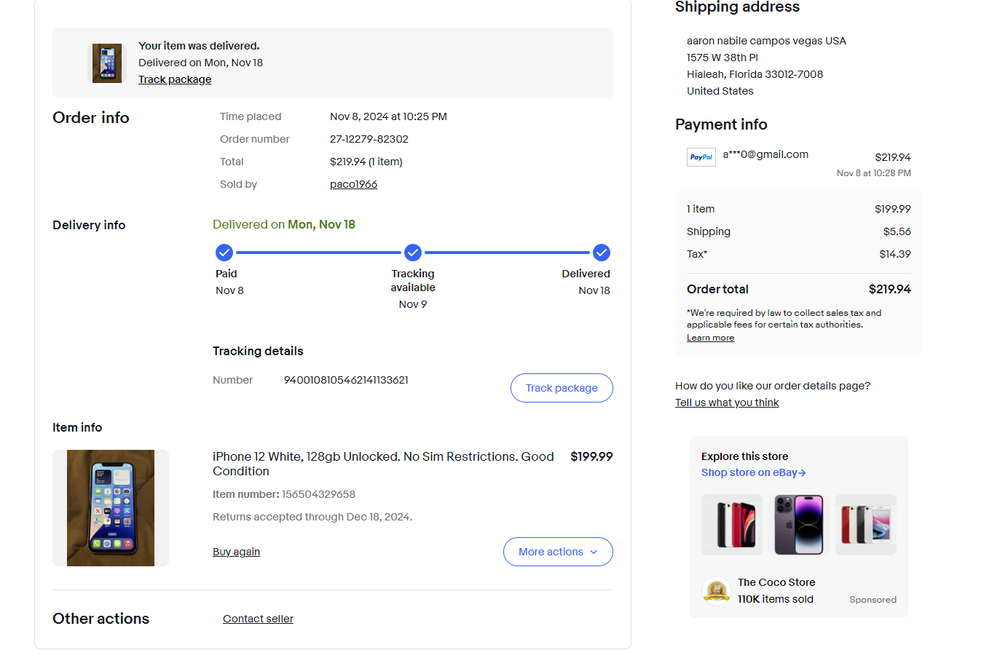 Your item was delivered.
Delivered on Mon, Nov 18
Track package
Order info
Time placed Nov 8, 2024 at 10:25 PM
Order number 27-12279-82302
Total $219.94 (1 item)
Sold by paco1966
Delivery info
Delivered on Mon, Nov 18
Paid
Nov 8
Tracking
available
Nov 9
Delivered
Nov 18
Tracking details
Number 9400108105462141133621
Track package
Item info
iPhone 12 White, 128gb Unlocked. No Sim Restrictions. Good
Condition
$199.99
Item number: 156504329658
Returns accepted through Dec 18, 2024.
Buy again
More actions
Other actions
Contact seller
Shipping address
aaron nabile campos vegas USA
1575 W 38th Pl
Hialeah, Florida 33012-7008
United States
Payment info
PayPal a***0@gmail.com
$219.94
Nov 8 at 10:28 PM
1 item $199.99
Shipping $5.56
Tax* $14.39
Order total $219.94
*We're required by law to collect sales tax and
applicable fees for certain tax authorities.
Learn more
How do you like our order details page?
Tell us what you think
Explore this store
Shop store on eBay→
30
The Coco Store
110K items sold
Sponsored